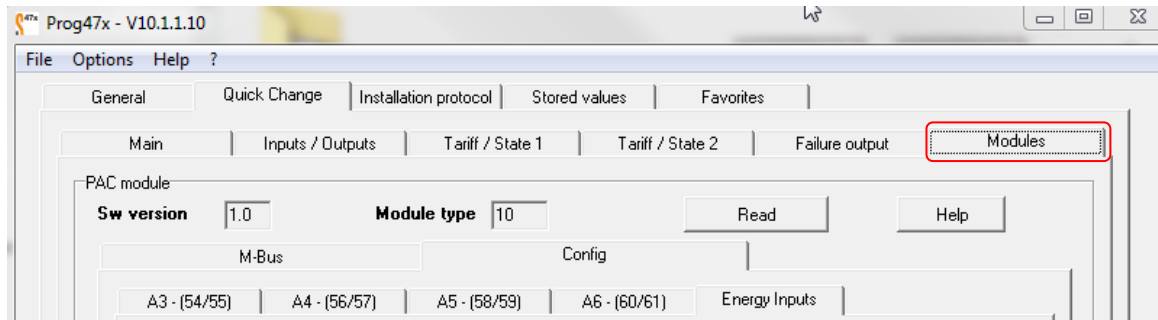 47x Prog47x - V10.1.1.10
File Options Help ?
General Quick Change Installation protocol Stored values Favorites
Main Inputs / Outputs Tariff / State 1 Tariff / State 2 Failure output Modules
PAC module
Sw version 1.0 Module type 10 Read Help
M-Bus Config
A3 - (54/55) A4 - (56/57) A5 - (58/59) A6 - (60/61) Energy Inputs